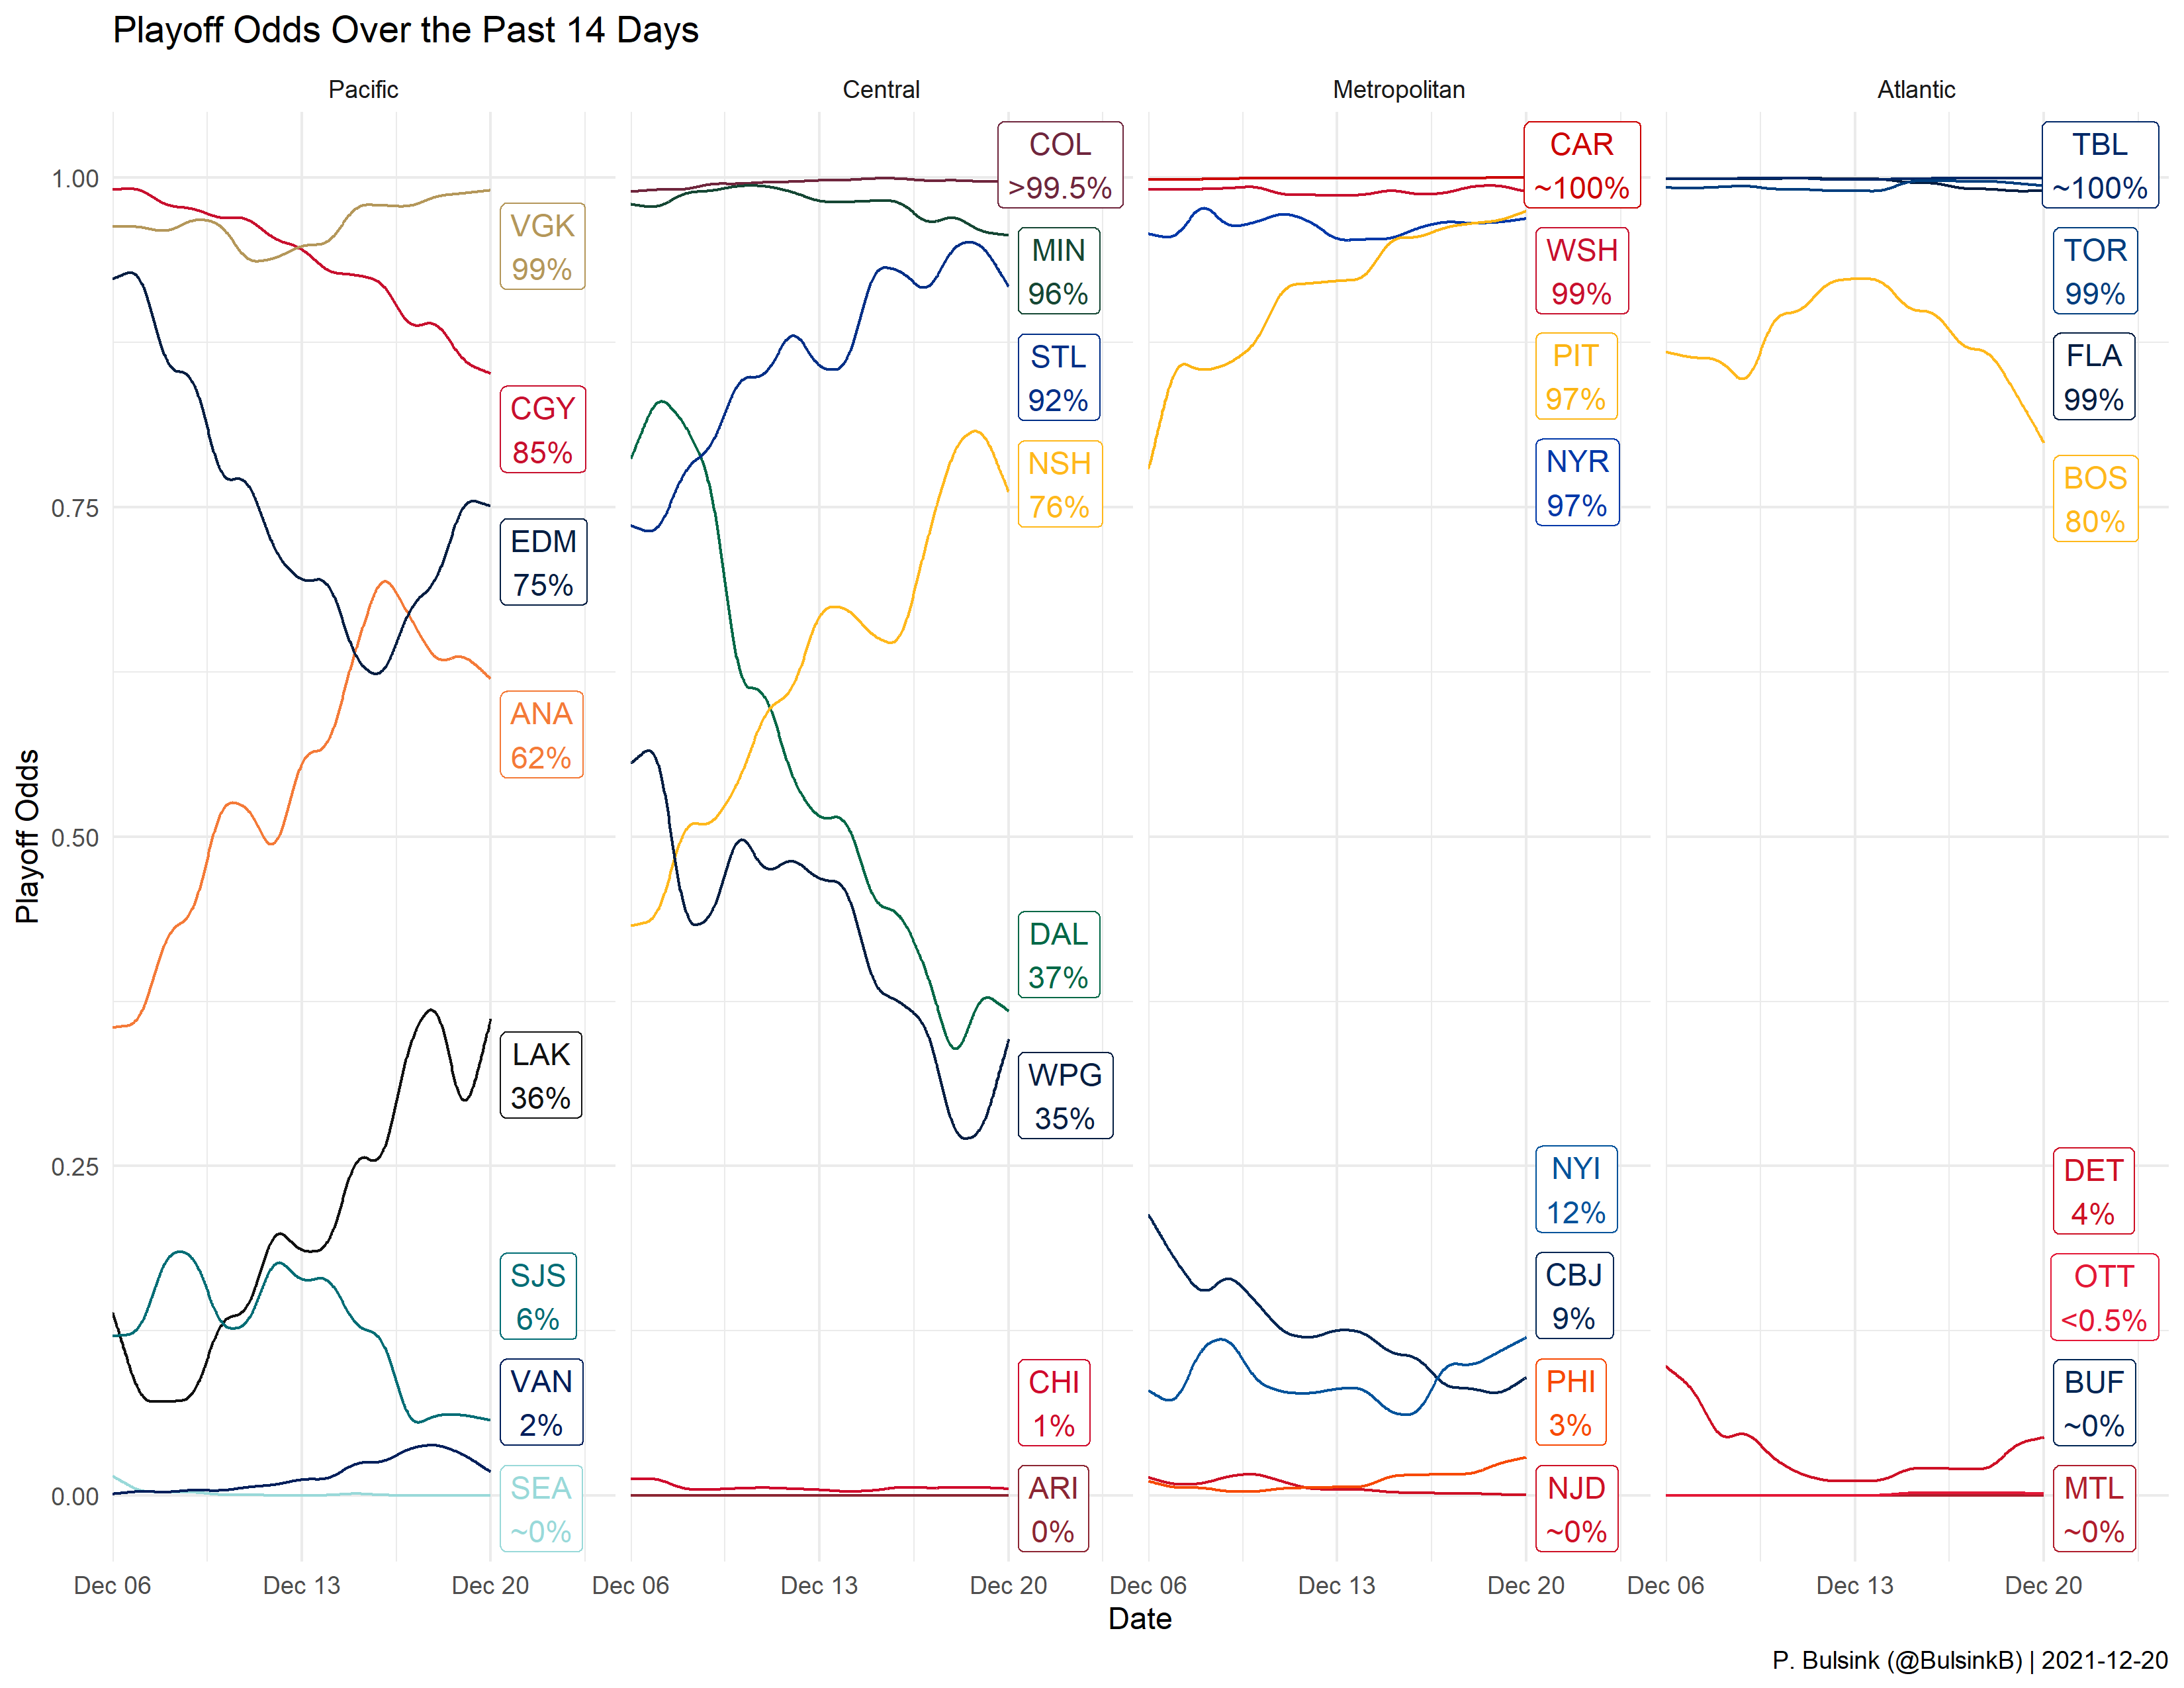 Playoff Odds Over the Past 14 Days
Pacific
Central
Metropolitan
Atlantic
Playoff Odds
1.00
0.75
0.50
0.25
0.00
VGK
99%
CGY
85%
EDM
75%
ANA
62%
LAK
36%
SJS
6%
VAN
2%
SEA
~0%
COL
>99.5%
MIN
96%
STL
92%
NSH
76%
DAL
37%
WPG
35%
CHI
1%
ARI
0%
CAR
~100%
WSH
99%
PIT
97%
NYR
97%
NYI
12%
CBJ
9%
PHI
3%
NJD
~0%
TBL
~100%
TOR
99%
FLA
99%
BOS
80%
DET
4%
OTT
<0.5%
BUF
~0%
MTL
~0%
Dec 06 Dec 13 Dec 20
Dec 06 Dec 13 Dec 20
Dec 06 Dec 13 Dec 20
Dec 06 Dec 13 Dec 20
Date
P. Bulsink (@BulsinkB) | 2021-12-20